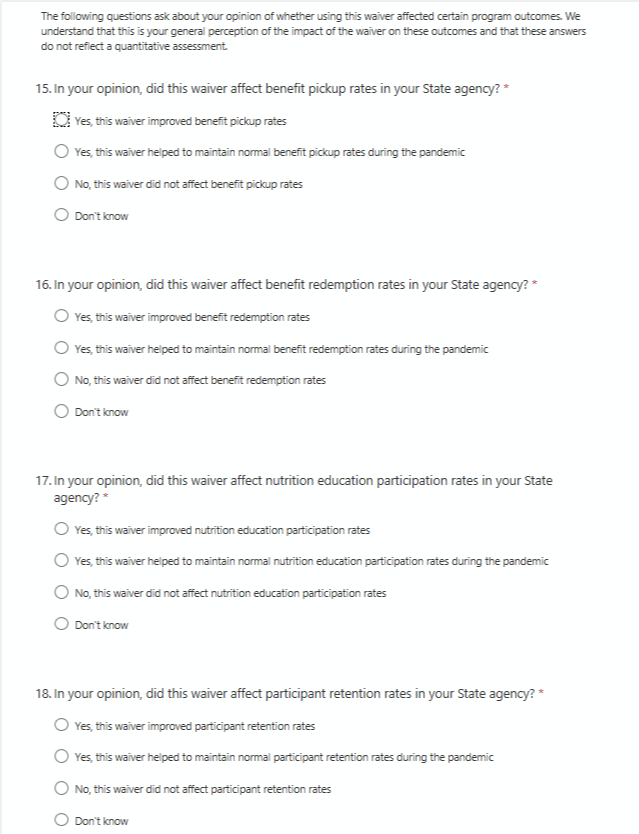 The following questions ask about your opinion of whether using this waiver affected certain program outcomes. We
understand that this is your general perception of the impact of the waiver on these outcomes and that these answers
do not reflect a quantitative assessment.
15. In your opinion, did this waiver affect benefit pickup rates in your State agency? *
Yes, this waiver improved benefit pickup rates
Yes, this waiver helped to maintain normal benefit pickup rates during the pandemic
No, this waiver did not affect benefit pickup rates
Don't know
16. In your opinion, did this waiver affect benefit redemption rates in your State agency? *
Yes, this waiver improved benefit redemption rates
Yes, this waiver helped to maintain normal benefit redemption rates during the pandemic
No, this waiver did not affect benefit redemption rates
Don't know
17. In your opinion, did this waiver affect nutrition education participation rates in your State
agency? *
Yes, this waiver improved nutrition education participation rates
Yes, this waiver helped to maintain normal nutrition education participation rates during the pandemic
No, this waiver did not affect nutrition education participation rates
Don't know
18. In your opinion, did this waiver affect participant retention rates in your State agency? *
Yes, this waiver improved participant retention rates
Yes, this waiver helped to maintain normal participant retention rates during the pandemic
No, this waiver did not affect participant retention rates
Don't know